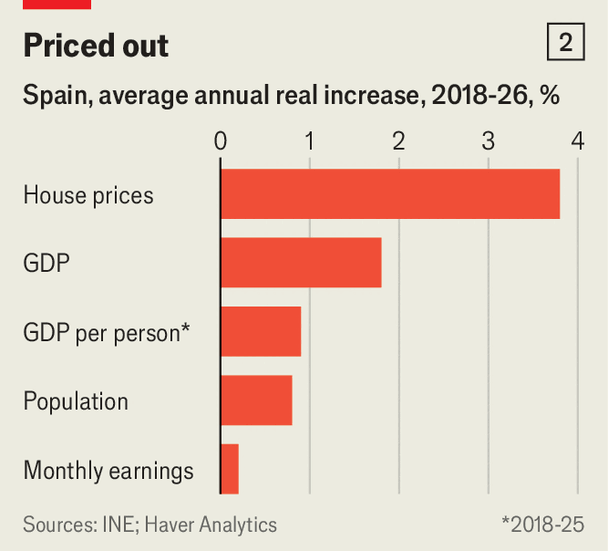 Priced out
2
Spain, average annual real increase, 2018-26, %
0 1 2 3 4
House prices
GDP
GDP per person*
Population
Monthly earnings
Sources: INE; Haver Analytics
*2018-25